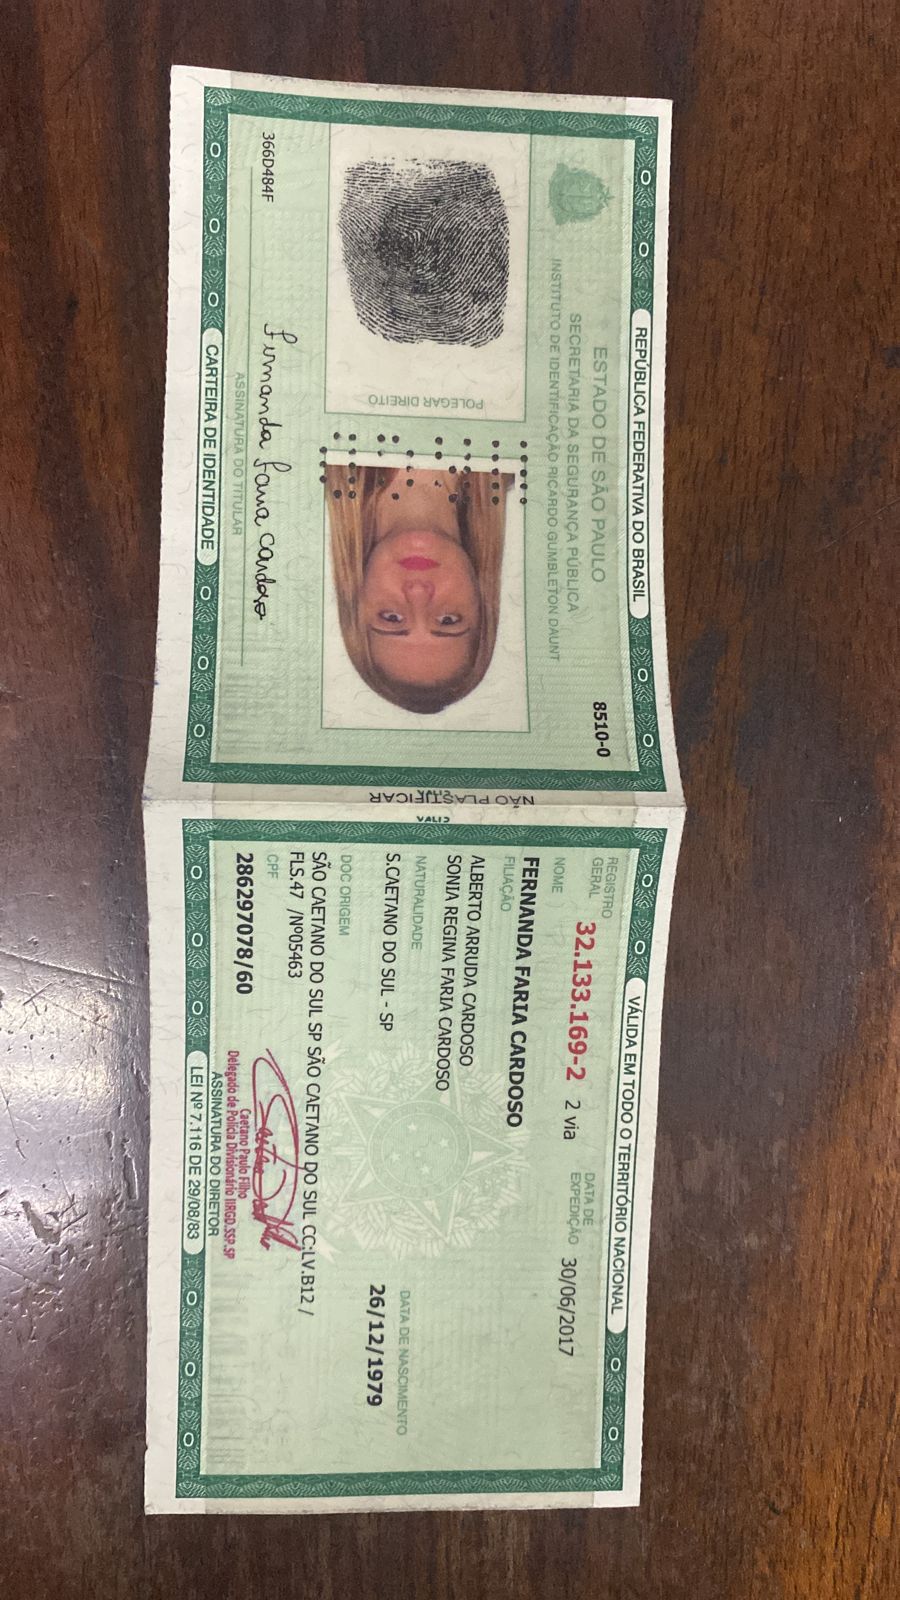 REPÚBLICA FEDERATIVA DO BRASIL
ESTADO DE SÃO PAULO
8510-0
SECRETARIA DA SEGURANÇA PÚBLICA
INSTITUTO DE IDENTIFICAÇÃO RICARDO GUMBLETON DAUNT
POLEGAR DIREITO
Fernanda Faria Cardoso
366D484F
ASSINATURA DO TITULAR
CARTEIRA DE IDENTIDADE
NÃO PLASTIFICAR
VÁLIDA EM TODO O TERRITÓRIO NACIONAL
REGISTRO GERAL 32.133.169-2 2 via DATA DE EXPEDIÇÃO 30/06/2017
NOME
FERNANDA FARIA CARDOSO
FILIAÇÃO
ALBERTO ARRUDA CARDOSO
SONIA REGINA FARIA CARDOSO
NATURALIDADE DATA DE NASCIMENTO
S.CAETANO DO SUL - SP 26/12/1979
DOC ORIGEM
SÃO CAETANO DO SUL SP SÃO CAETANO DO SUL CC:LV.B12 /
FLS.47 /Nº05463
CPF
286297078/60
Caetano Paulo Filho
Delegado de Polícia Divisionário IIRGD.SSP.SP
ASSINATURA DO DIRETOR
LEI Nº 7.116 DE 29/08/83